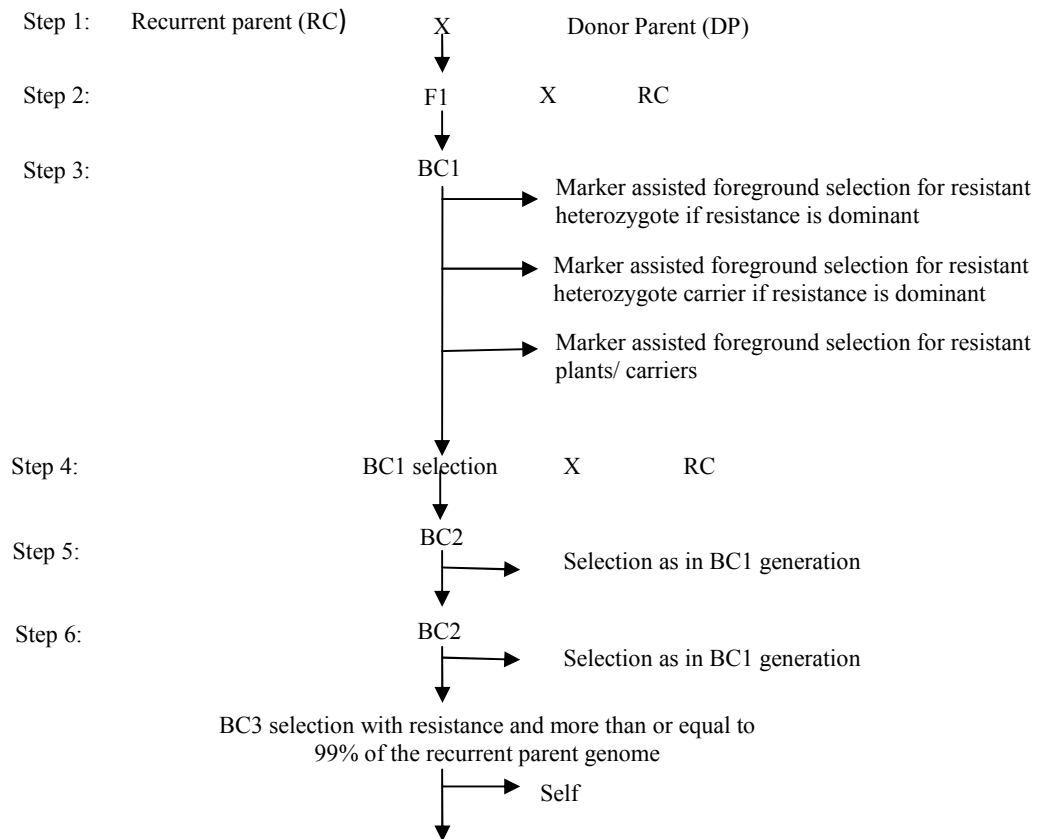 Step 1: Recurrent parent (RC) X Donor Parent (DP)
Step 2: F1 X RC
Step 3: BC1
Marker assisted foreground selection for resistant
heterozygote if resistance is dominant
Marker assisted foreground selection for resistant
heterozygote carrier if resistance is dominant
Marker assisted foreground selection for resistant
plants/ carriers
Step 4: BC1 selection X RC
Step 5: BC2
Selection as in BC1 generation
Step 6: BC2
Selection as in BC1 generation
BC3 selection with resistance and more than or equal to
99% of the recurrent parent genome
Self